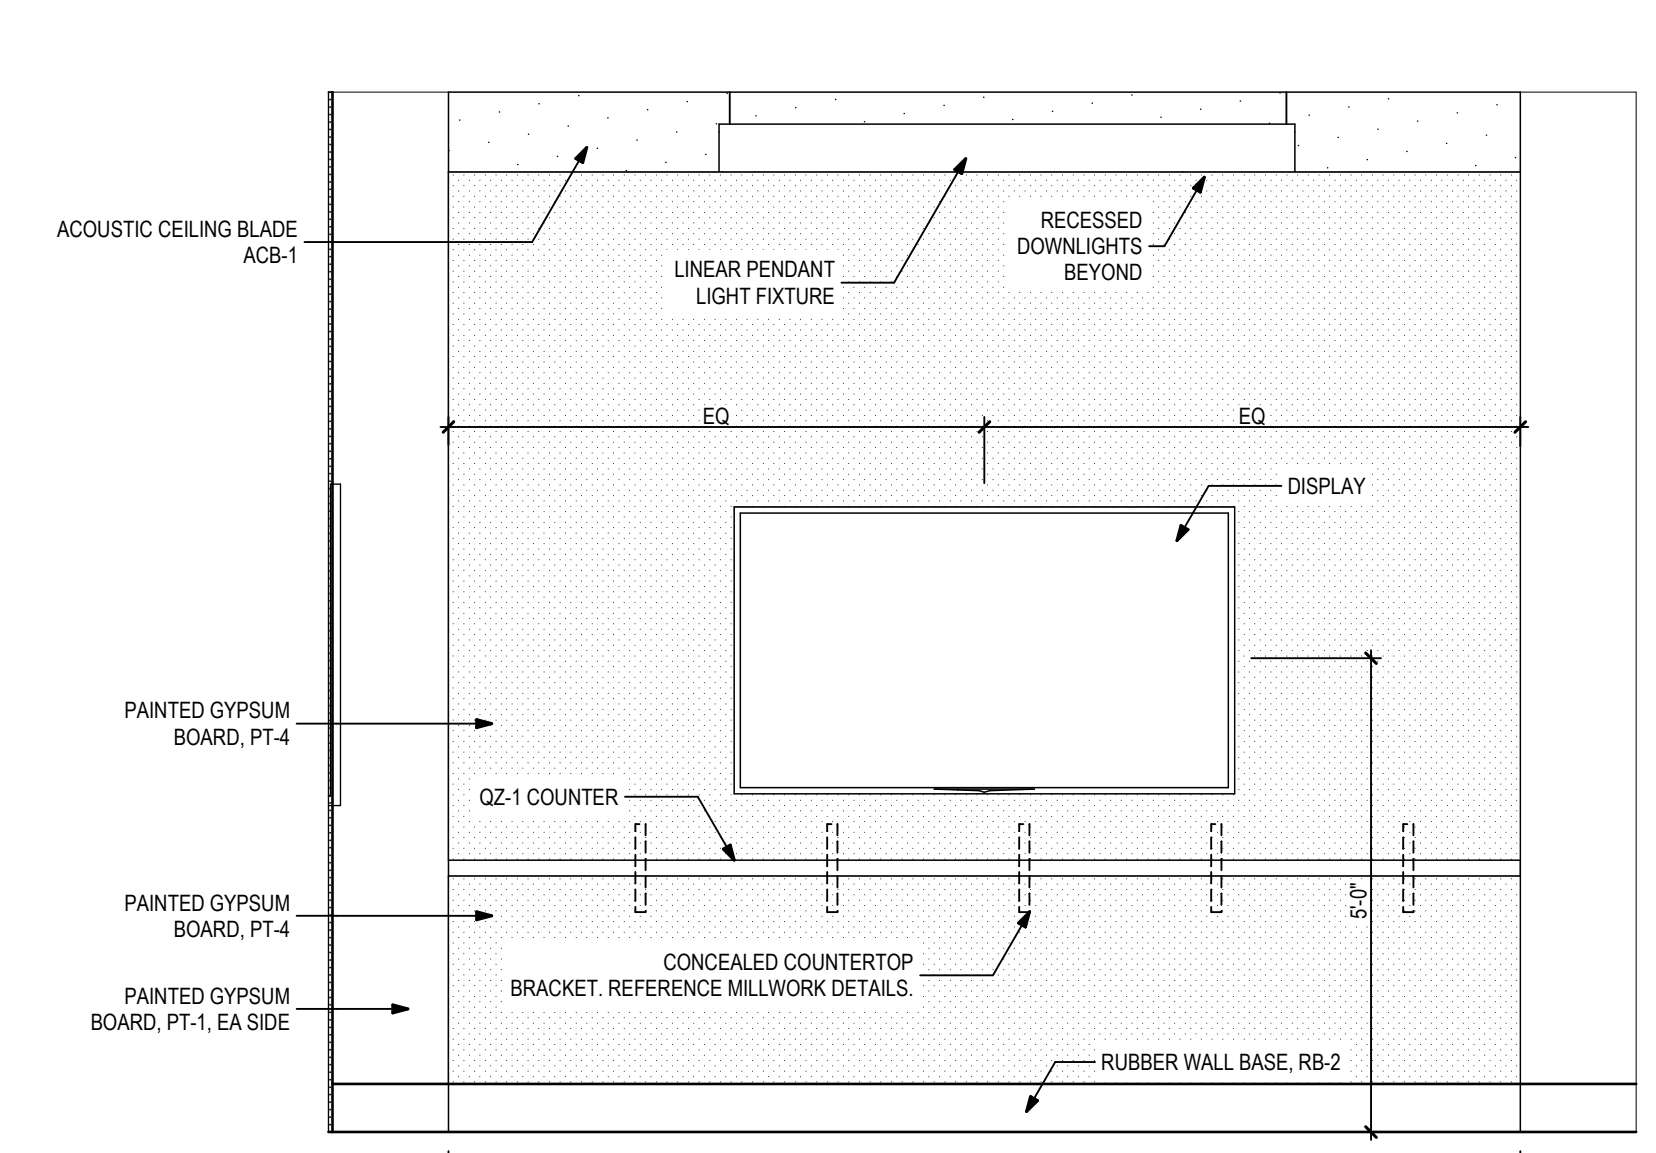 ACOUSTIC CEILING BLADE
ACB-1
LINEAR PENDANT
LIGHT FIXTURE
RECESSED
DOWNLIGHTS
BEYOND
EQ
EQ
DISPLAY
PAINTED GYPSUM
BOARD, PT-4
QZ-1 COUNTER
PAINTED GYPSUM
BOARD, PT-4
5'-0"
CONCEALED COUNTERTOP
BRACKET. REFERENCE MILLWORK DETAILS.
PAINTED GYPSUM
BOARD, PT-1, EA SIDE
RUBBER WALL BASE, RB-2